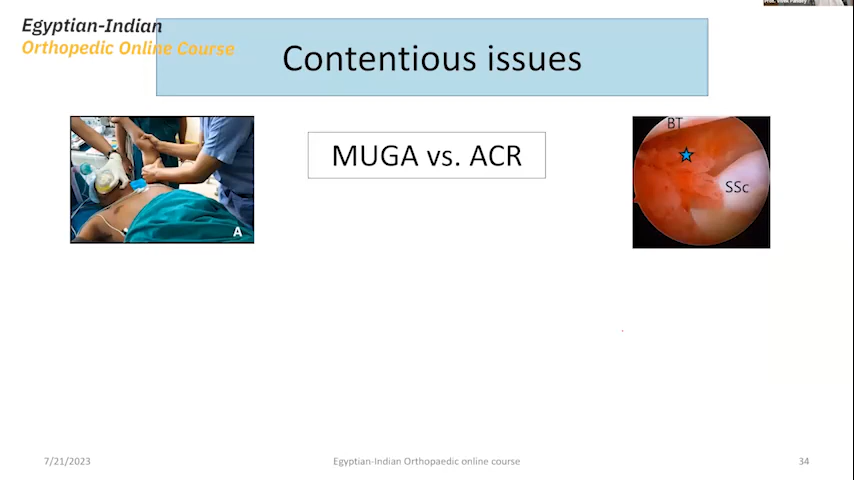 Egyptian-Indian
Orthopedic Online Course
Contentious issues
MUGA vs. ACR
A
BT
SSc
7/21/2023
Egyptian-Indian Orthopaedic online course
34